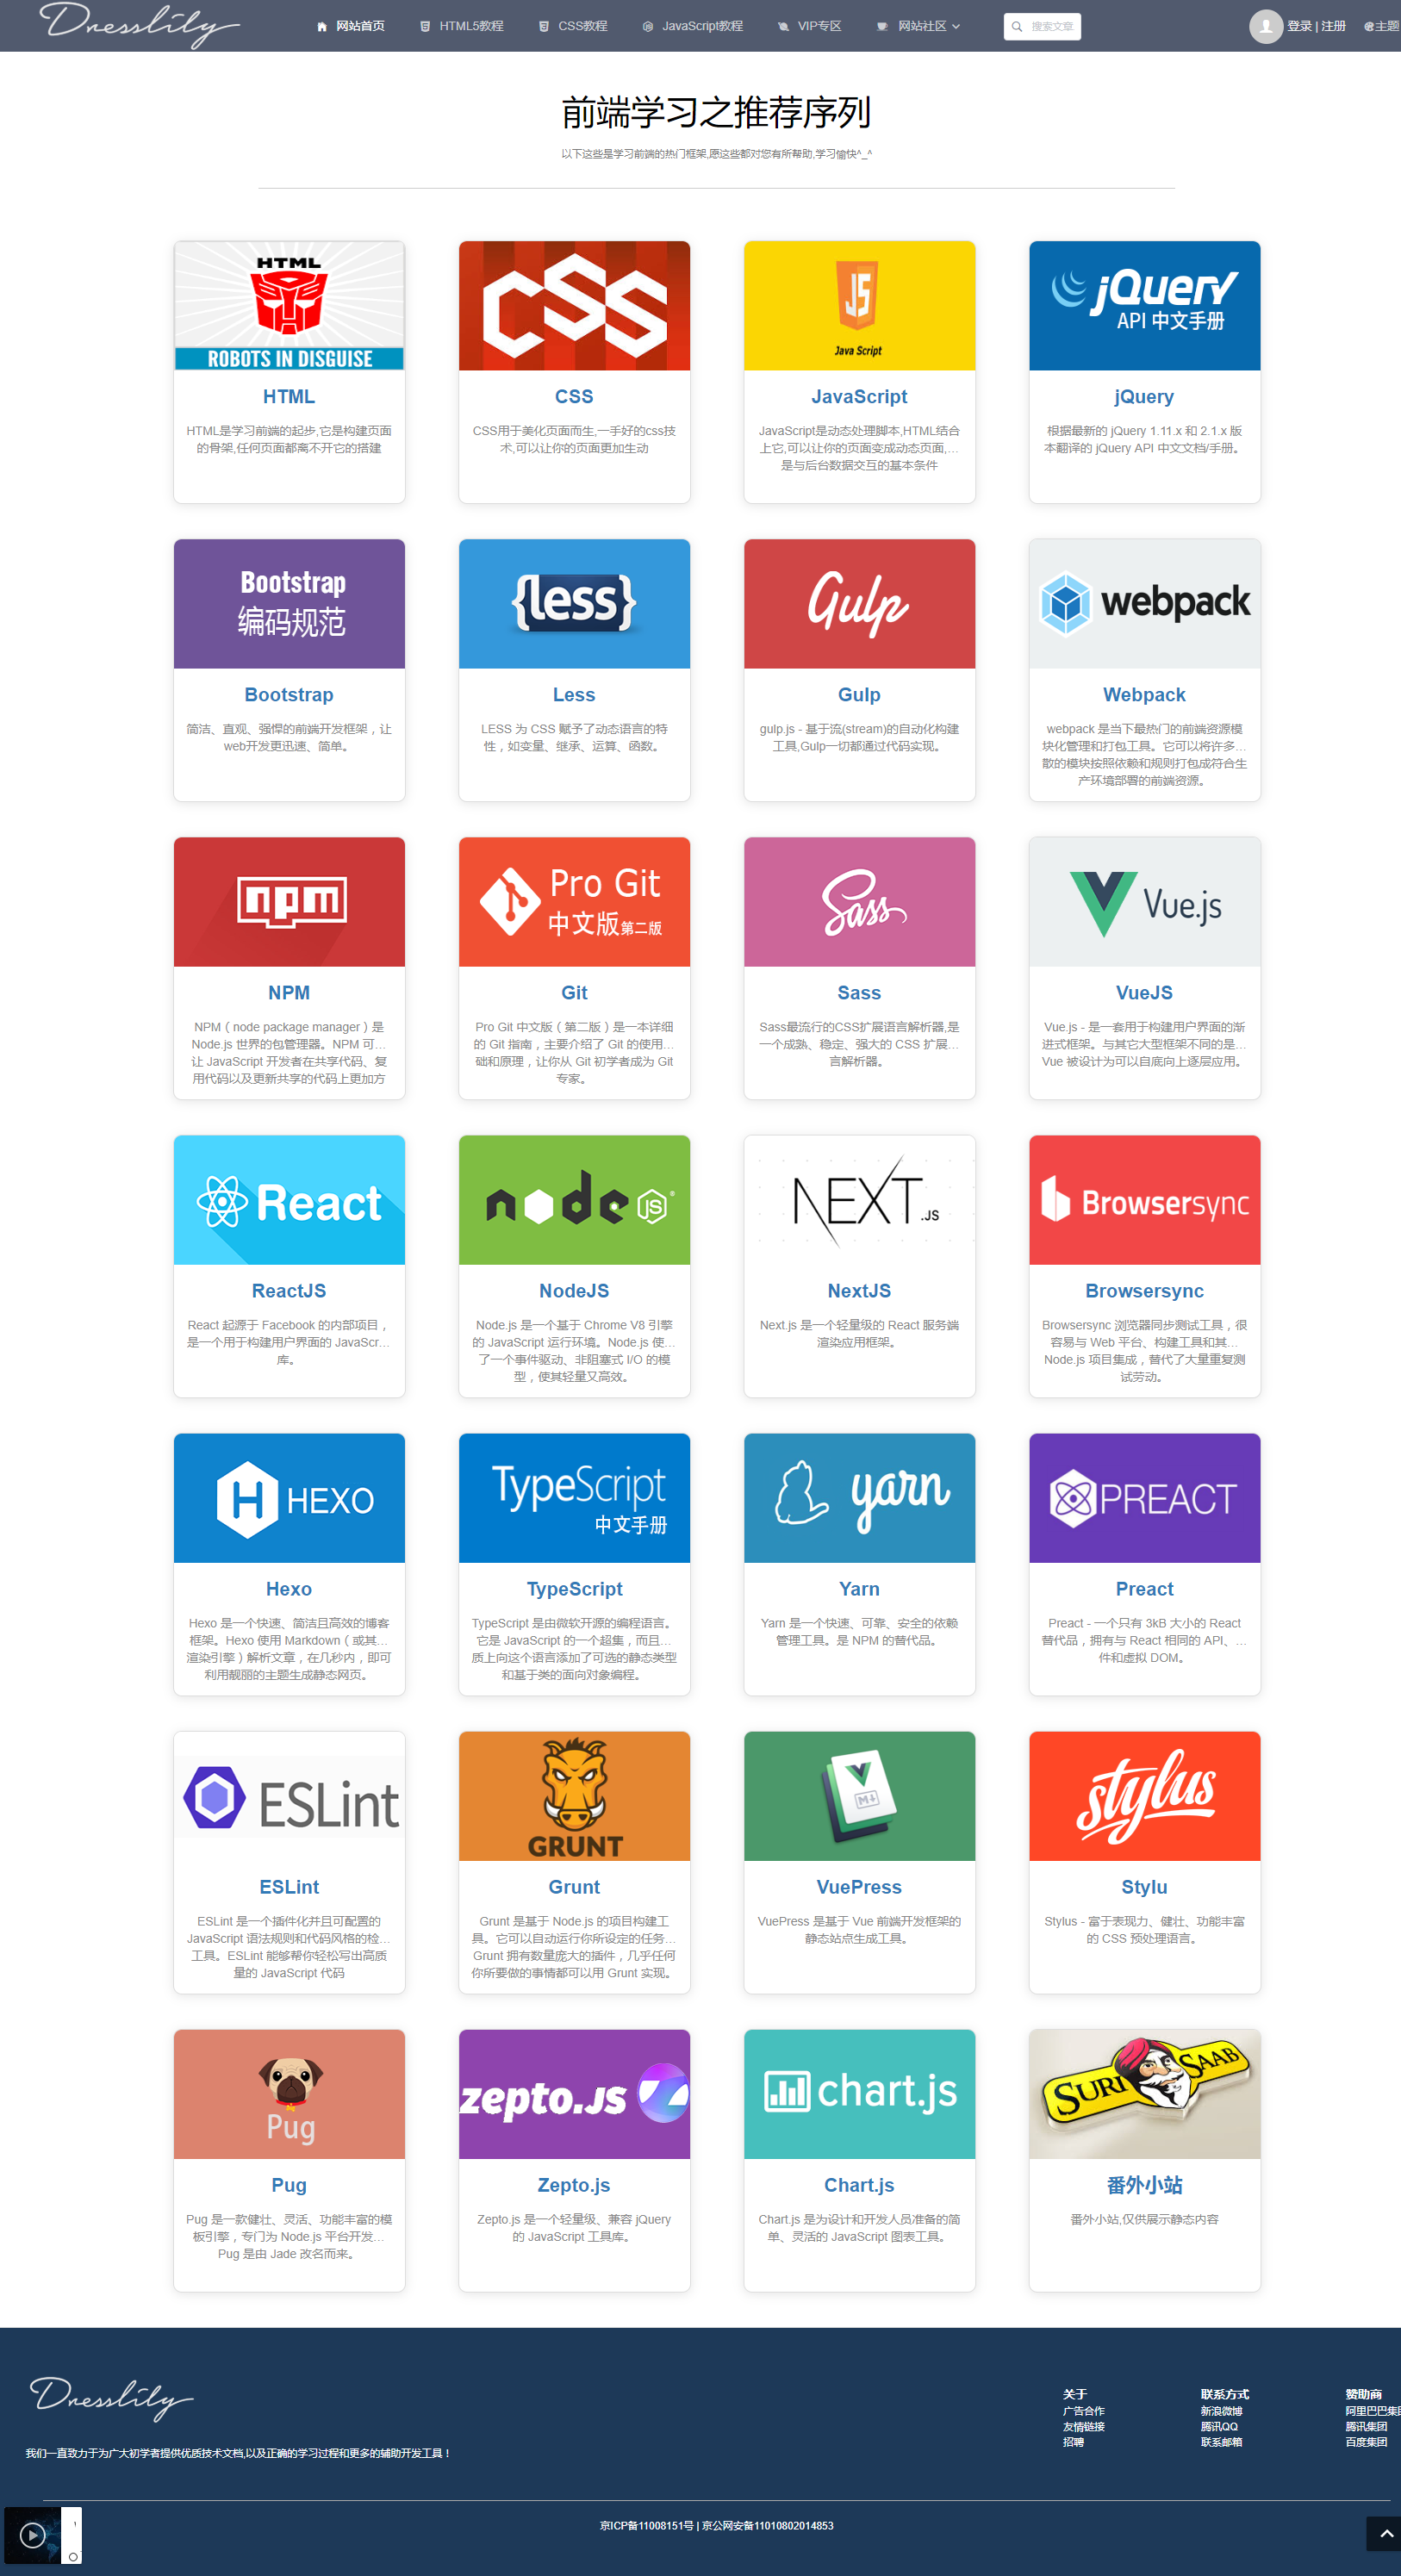 Dresslily
网站首页 HTML5教程 CSS教程 JavaScript教程 VIP专区 网站社区 搜索文章 登录 | 注册 主题
前端学习之推荐序列
以下这些是学习前端的热门框架,愿这些都对您有所帮助,学习愉快^_^
HTML
ROBOTS IN DISGUISE
HTML
HTML是学习前端的起步,它是构建页面
的骨架,任何页面都离不开它的搭建
CSS
CSS
CSS用于美化页面而生,一手好的css技
术,可以让你的页面更加生动
JS
Java Script
JavaScript
JavaScript是动态处理脚本,HTML结合
上它,可以让你的页面变成动态页面,...
是与后台数据交互的基本条件
jQuery
API 中文手册
jQuery
根据最新的 jQuery 1.11.x 和 2.1.x 版
本翻译的 jQuery API 中文文档/手册。
Bootstrap
编码规范
Bootstrap
简洁、直观、强悍的前端开发框架，让
web开发更迅速、简单。
{less}
Less
LESS 为 CSS 赋予了动态语言的特
性，如变量、继承、运算、函数。
Gulp
Gulp
gulp.js - 基于流(stream)的自动化构建
工具,Gulp一切都通过代码实现。
webpack
Webpack
webpack 是当下最热门的前端资源模
块化管理和打包工具。它可以将许多...
散的模块按照依赖和规则打包成符合生
产环境部署的前端资源。
npm
NPM
NPM（node package manager）是
Node.js 世界的包管理器。NPM 可...
让 JavaScript 开发者在共享代码、复
用代码以及更新共享的代码上更加方
Pro Git
中文版第二版
Git
Pro Git 中文版（第二版）是一本详细
的 Git 指南，主要介绍了 Git 的使用...
础和原理，让你从 Git 初学者成为 Git
专家。
Sass
Sass
Sass最流行的CSS扩展语言解析器,是
一个成熟、稳定、强大的 CSS 扩展...
言解析器。
Vue.js
VueJS
Vue.js - 是一套用于构建用户界面的渐
进式框架。与其它大型框架不同的是...
Vue 被设计为可以自底向上逐层应用。
React
ReactJS
React 起源于 Facebook 的内部项目，
是一个用于构建用户界面的 JavaScr...
库。
node JS
NodeJS
Node.js 是一个基于 Chrome V8 引擎
的 JavaScript 运行环境。Node.js 使...
了一个事件驱动、非阻塞式 I/O 的模
型，使其轻量又高效。
NEXT.JS
NextJS
Next.js 是一个轻量级的 React 服务端
渲染应用框架。
Browsersync
Browsersync
Browsersync 浏览器同步测试工具，很
容易与 Web 平台、构建工具和其...
Node.js 项目集成，替代了大量重复测
试劳动。
HEXO
Hexo
Hexo 是一个快速、简洁且高效的博客
框架。Hexo 使用 Markdown（或其...
渲染引擎）解析文章，在几秒内，即可
利用靓丽的主题生成静态网页。
TypeScript
中文手册
TypeScript
TypeScript 是由微软开源的编程语言。
它是 JavaScript 的一个超集，而且...
质上向这个语言添加了可选的静态类型
和基于类的面向对象编程。
yarn
Yarn
Yarn 是一个快速、可靠、安全的依赖
管理工具。是 NPM 的替代品。
PREACT
Preact
Preact - 一个只有 3kB 大小的 React
替代品，拥有与 React 相同的 API、...
件和虚拟 DOM。
ESLint
ESLint
ESLint 是一个插件化并且可配置的
JavaScript 语法规则和代码风格的检...
工具。ESLint 能够帮你轻松写出高质
量的 JavaScript 代码
GRUNT
Grunt
Grunt 是基于 Node.js 的项目构建工
具。它可以自动运行你所设定的任务...
Grunt 拥有数量庞大的插件，几乎任何
你所要做的事情都可以用 Grunt 实现。
M↓
VuePress
VuePress 是基于 Vue 前端开发框架的
静态站点生成工具。
stylus
Stylu
Stylus - 富于表现力、健壮、功能丰富
的 CSS 预处理语言。
Pug
Pug
Pug 是一款健壮、灵活、功能丰富的模
板引擎，专门为 Node.js 平台开发...
Pug 是由 Jade 改名而来。
zepto.JS
Zepto.js
Zepto.js 是一个轻量级、兼容 jQuery
的 JavaScript 工具库。
chart.js
Chart.js
Chart.js 是为设计和开发人员准备的简
单、灵活的 JavaScript 图表工具。
SURI SAAB
番外小站
番外小站,仅供展示静态内容
Dresslily
我们一直致力于为广大初学者提供优质技术文档,以及正确的学习过程和更多的辅助开发工具！
关于
广告合作
友情链接
招聘
联系方式
新浪微博
腾讯QQ
联系邮箱
赞助商
阿里巴巴集团
腾讯集团
百度集团
京ICP备11008151号 | 京公网安备11010802014853